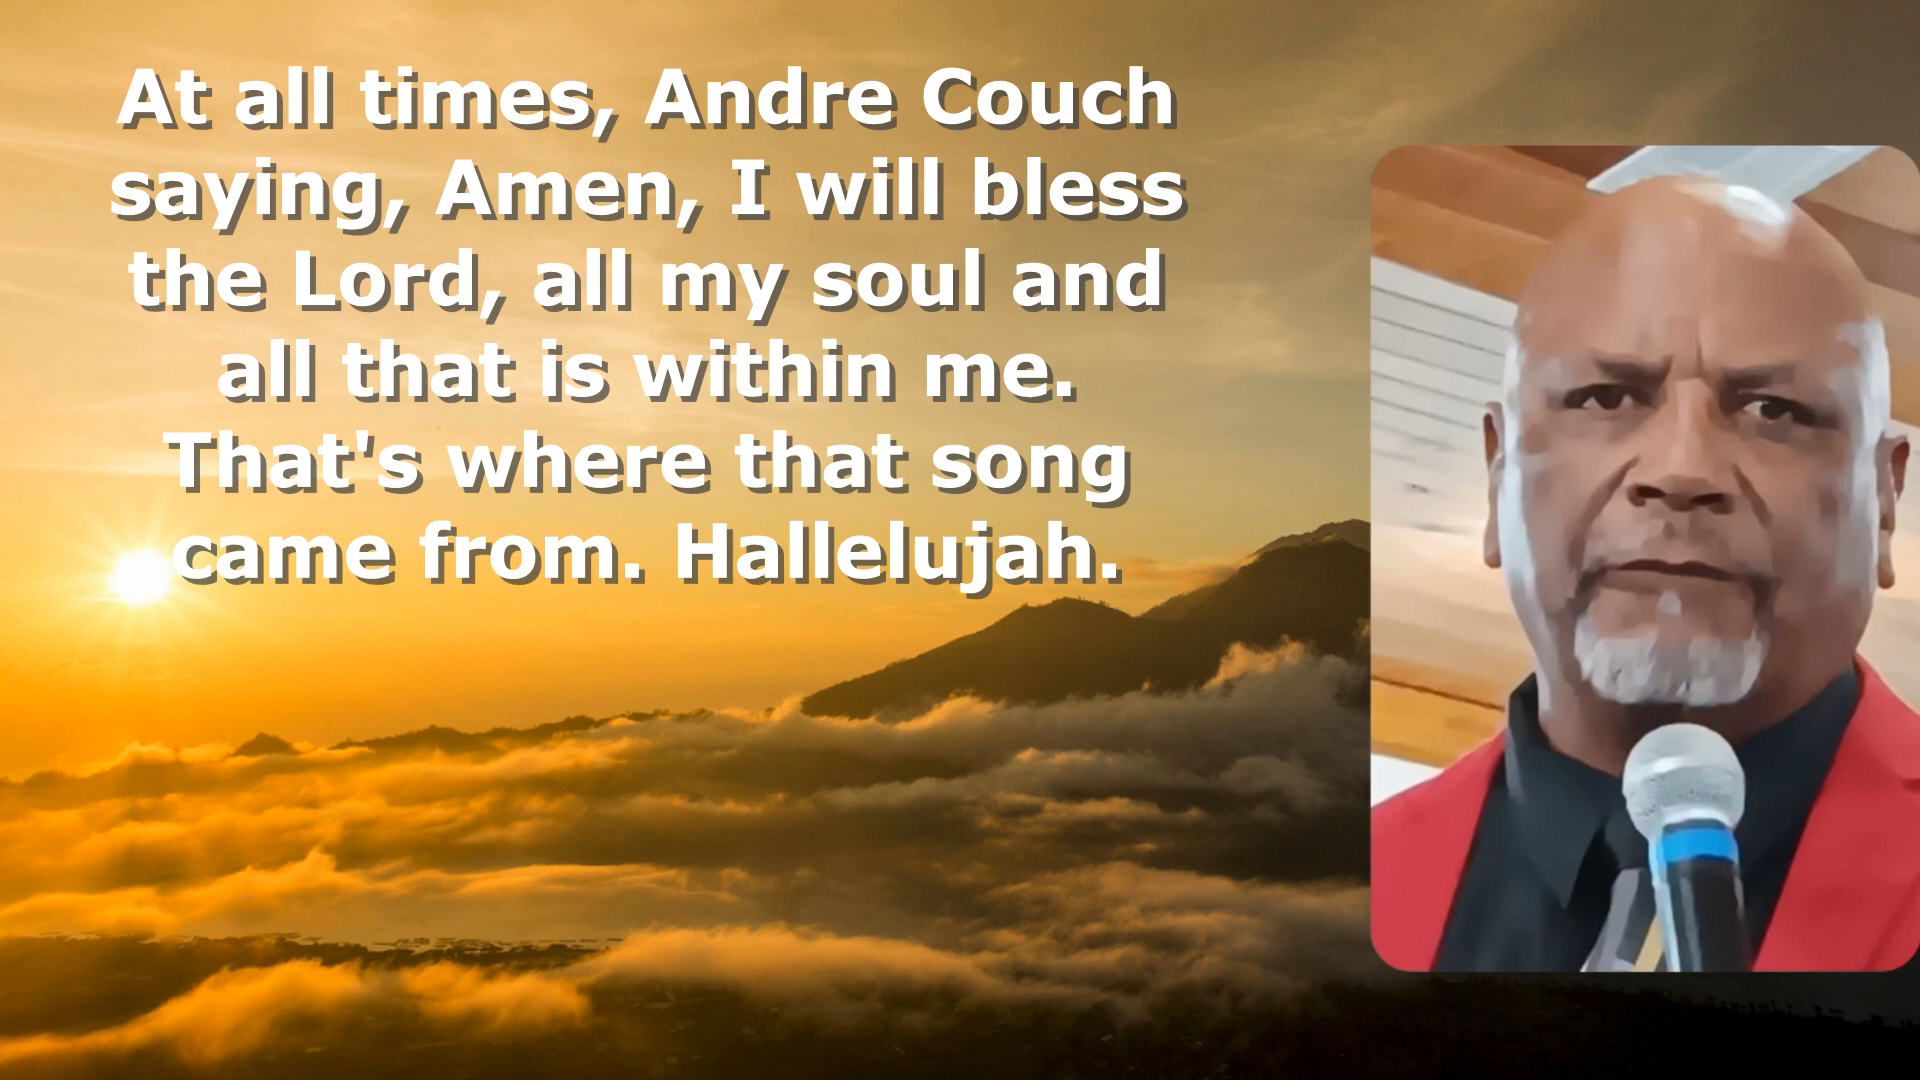 At all times, Andre Couch
saying, Amen, I will bless
the Lord, all my soul and
all that is within me.
That's where that song
came from. Hallelujah.